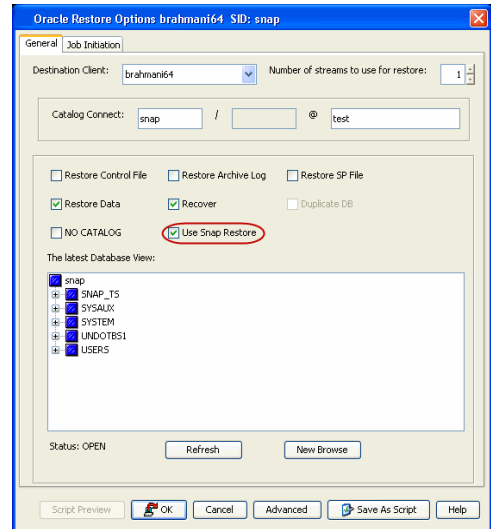 Oracle Restore Options brahmani64 SID: snap
General Job Initiation
Destination Client: brahmani64 Number of streams to use for restore: 1
Catalog Connect: snap / @ test
Restore Control File Restore Archive Log Restore SP File
Restore Data Recover Duplicate DB
NO CATALOG Use Snap Restore
The latest Database View:
snap
SNAP_TS
SYSAUX
SYSTEM
UNDOTBS1
USERS
Status: OPEN Refresh New Browse
Script Preview OK Cancel Advanced Save As Script Help